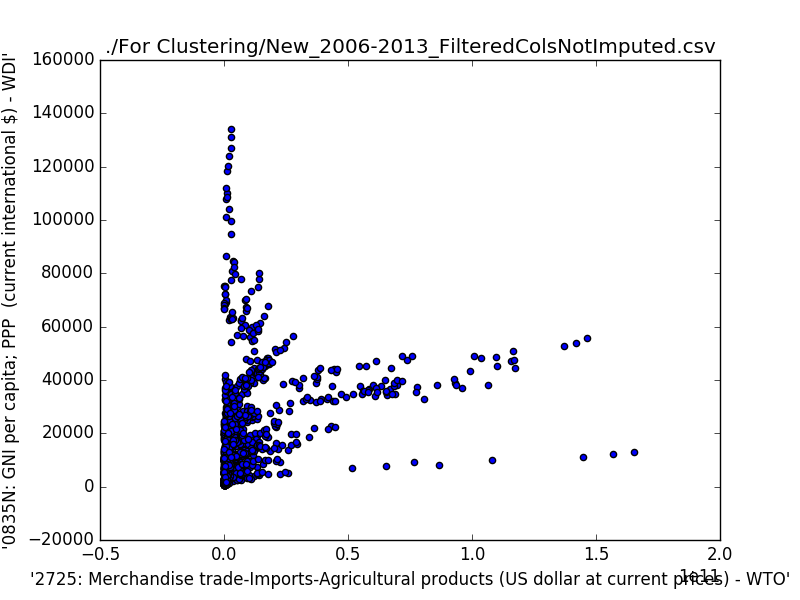 ./For Clustering/New_2006-2013_FilteredColsNotImputed.csv
160000
140000
120000
100000
80000
60000
40000
20000
0
−20000
'0835N: GNI per capita; PPP  (current international $) - WDI'
−0.5 0.0 0.5 1.0 1.5 2.0
1e11
'2725: Merchandise trade-Imports-Agricultural products (US dollar at current prices) - WTO'